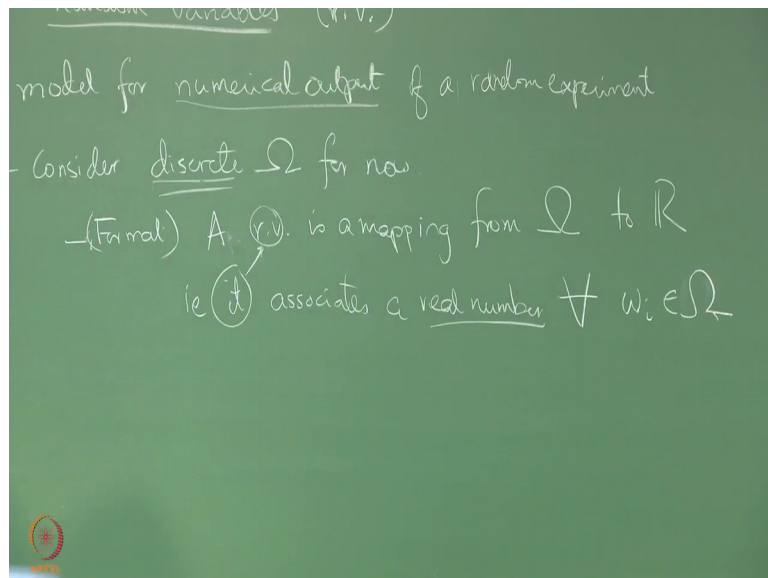 random variables (r.v.)
model for numerical output of a random experiment
- Consider discrete Ω for now.
- (Formal) A r.v. is a mapping from Ω to ℝ
ie it associates a real number ∀ ωᵢ ∈ Ω
NPTEL